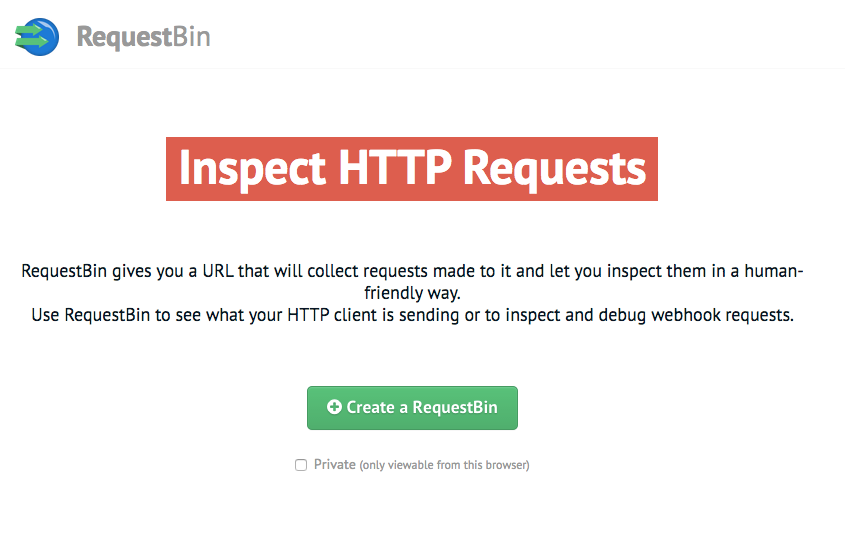 RequestBin
Inspect HTTP Requests
RequestBin gives you a URL that will collect requests made to it and let you inspect them in a human-
friendly way.
Use RequestBin to see what your HTTP client is sending or to inspect and debug webhook requests.
Create a RequestBin
Private (only viewable from this browser)